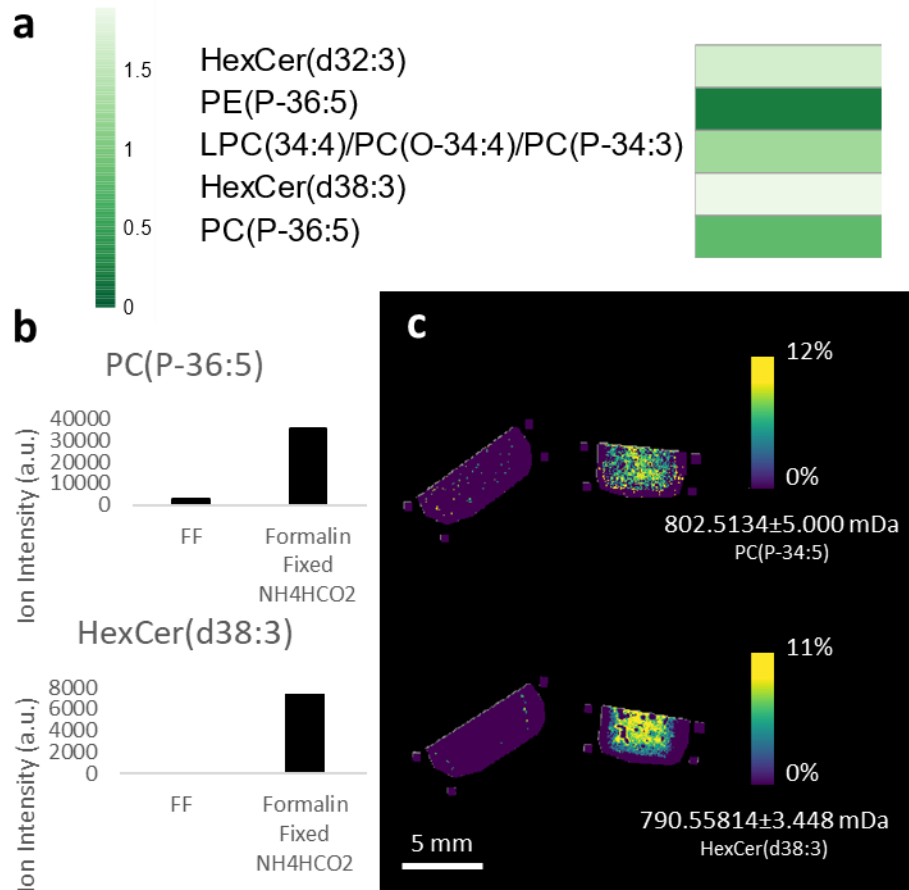 a
1.5
1
0.5
0
HexCer(d32:3)
PE(P-36:5)
LPC(34:4)/PC(O-34:4)/PC(P-34:3)
HexCer(d38:3)
PC(P-36:5)
b
PC(P-36:5)
Ion Intensity (a.u.)
40000
30000
20000
10000
0
FF
Formalin
Fixed
NH4HCO2
HexCer(d38:3)
Ion Intensity (a.u.)
8000
6000
4000
2000
0
FF
Formalin
Fixed
NH4HCO2
c
12%
0%
802.5134±5.000 mDa
PC(P-34:5)
11%
0%
790.55814±3.448 mDa
HexCer(d38:3)
5 mm